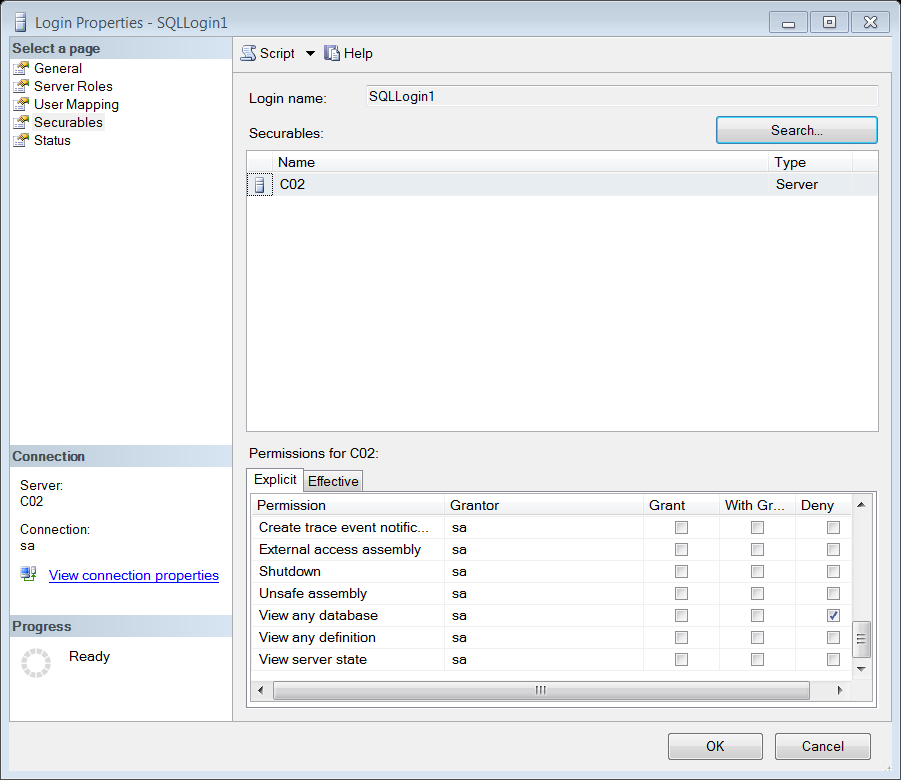 Login Properties - SQLLogin1
Select a page
General
Server Roles
User Mapping
Securables
Status
Script
Help
Login name: SQLLogin1
Securables: Search...
Name Type
C02 Server
Permissions for C02:
Explicit Effective
Permission Grantor Grant With Gr... Deny
Create trace event notific... sa
External access assembly sa
Shutdown sa
Unsafe assembly sa
View any database sa
View any definition sa
View server state sa
Connection
Server:
C02
Connection:
sa
View connection properties
Progress
Ready
OK Cancel